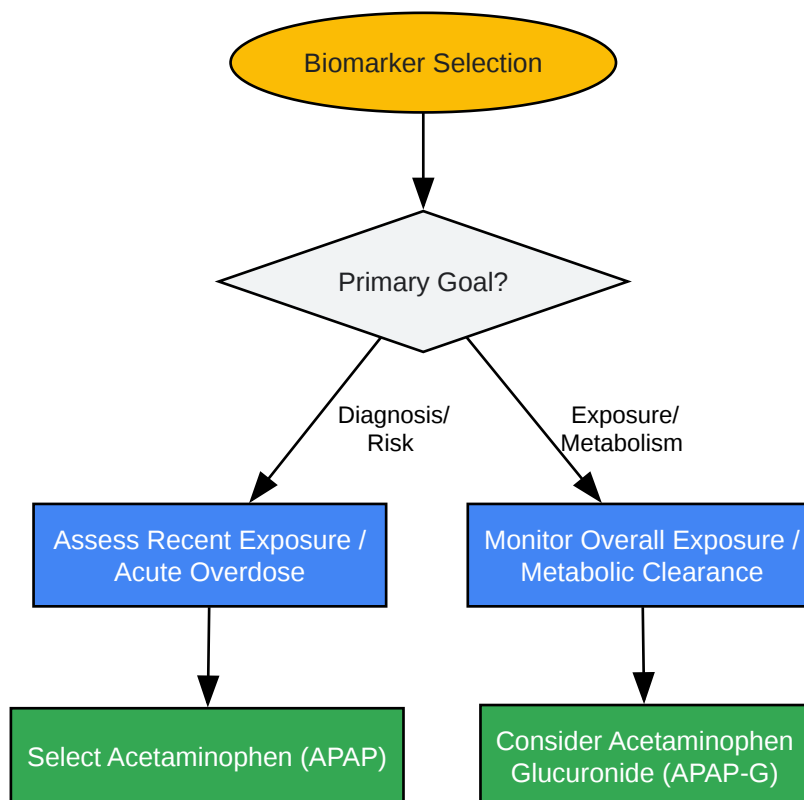 Biomarker Selection
Primary Goal?
Diagnosis/
Risk
Exposure/
Metabolism
Assess Recent Exposure /
Acute Overdose
Monitor Overall Exposure /
Metabolic Clearance
Select Acetaminophen (APAP)
Consider Acetaminophen
Glucuronide (APAP-G)